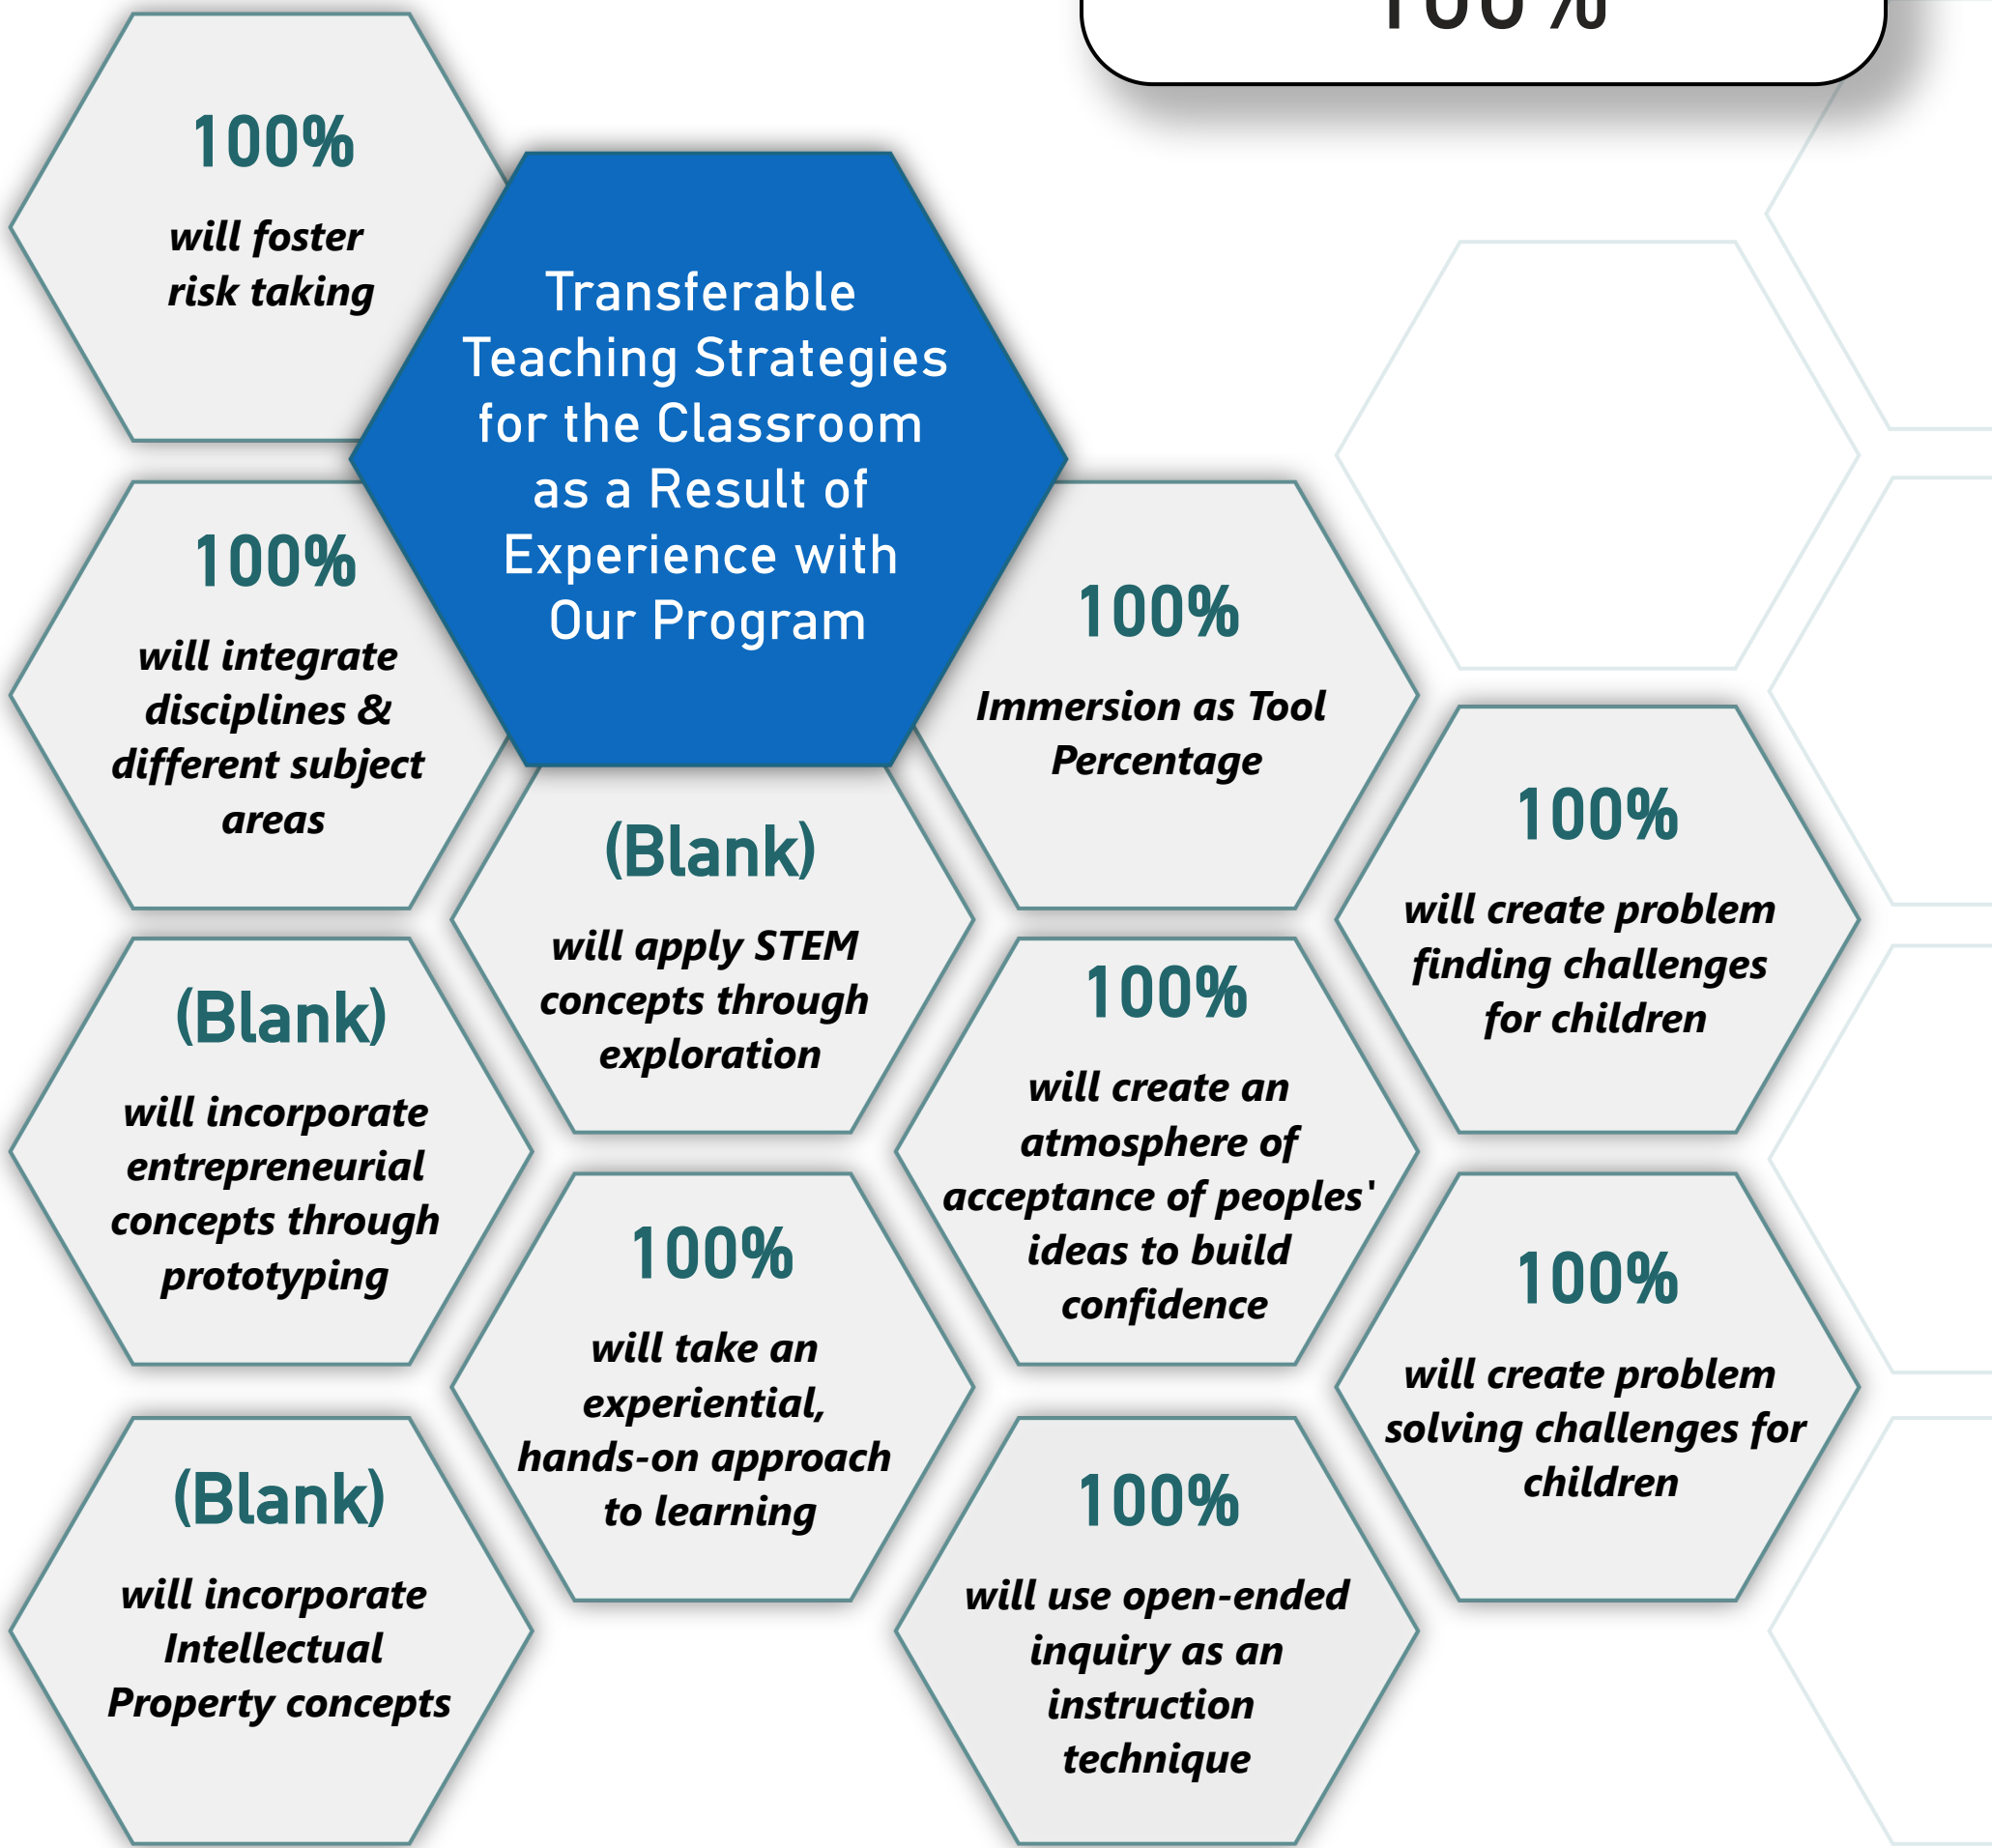 100%
100%
will foster
risk taking
Transferable
Teaching Strategies
for the Classroom
as a Result of
Experience with
Our Program
100%
will integrate
disciplines &
different subject
areas
100%
Immersion as Tool
Percentage
(Blank)
will apply STEM
concepts through
exploration
100%
will create problem
finding challenges
for children
(Blank)
will incorporate
entrepreneurial
concepts through
prototyping
100%
will create an
atmosphere of
acceptance of peoples'
ideas to build
confidence
100%
will take an
experiential,
hands-on approach
to learning
100%
will create problem
solving challenges for
children
(Blank)
will incorporate
Intellectual
Property concepts
100%
will use open-ended
inquiry as an
instruction
technique